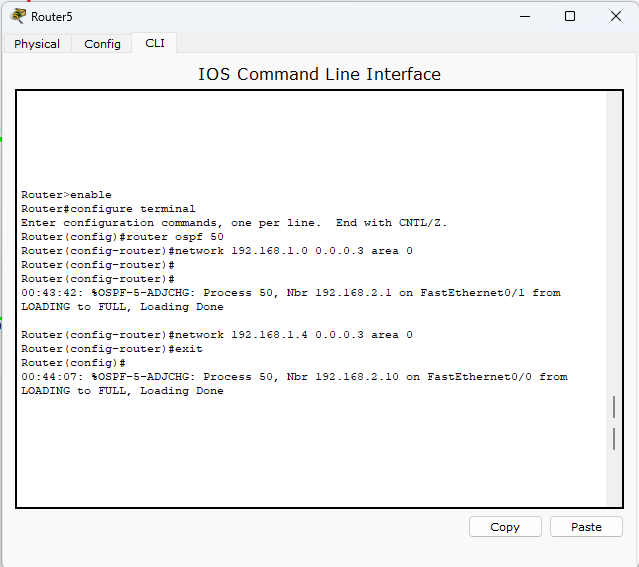 Router5
Physical Config CLI
IOS Command Line Interface
Router>enable
Router#configure terminal
Enter configuration commands, one per line.  End with CNTL/Z.
Router(config)#router ospf 50
Router(config-router)#network 192.168.1.0 0.0.0.3 area 0
Router(config-router)#
Router(config-router)#
00:43:42: %OSPF-5-ADJCHG: Process 50, Nbr 192.168.2.1 on FastEthernet0/1 from
LOADING to FULL, Loading Done
Router(config-router)#network 192.168.1.4 0.0.0.3 area 0
Router(config-router)#exit
Router(config)#
00:44:07: %OSPF-5-ADJCHG: Process 50, Nbr 192.168.2.10 on FastEthernet0/0 from
LOADING to FULL, Loading Done
Copy Paste